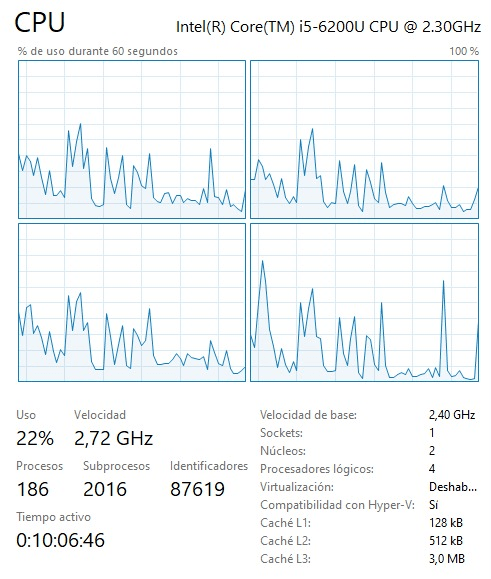 CPU
Intel(R) Core(TM) i5-6200U CPU @ 2.30GHz
% de uso durante 60 segundos
100 %
Uso
Velocidad
22%
2,72 GHz
Procesos
Subprocesos
Identificadores
186
2016
87619
Tiempo activo
0:10:06:46
Velocidad de base: 2,40 GHz
Sockets: 1
Núcleos: 2
Procesadores lógicos: 4
Virtualización: Deshab...
Compatibilidad con Hyper-V: Sí
Caché L1: 128 kB
Caché L2: 512 kB
Caché L3: 3,0 MB